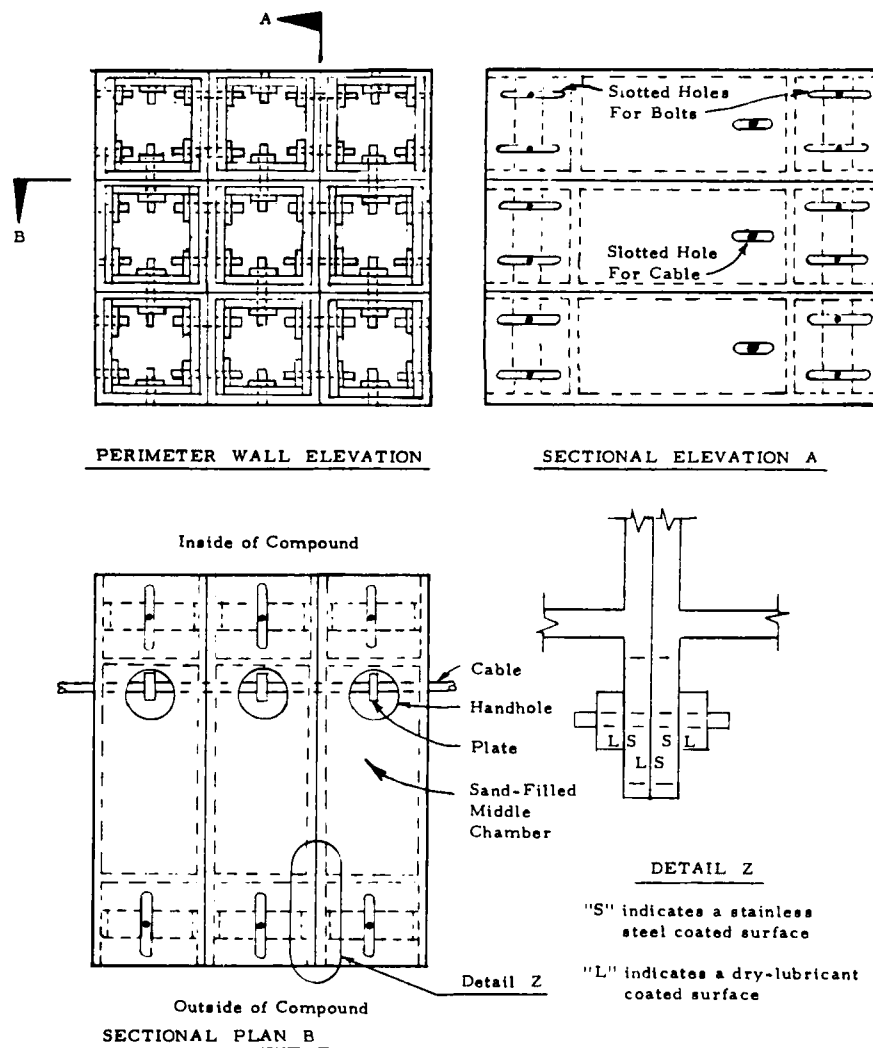 A
B
Slotted Holes
For Bolts
Slotted Hole
For Cable
PERIMETER WALL ELEVATION
SECTIONAL ELEVATION A
Inside of Compound
Cable
Handhole
Plate
Sand-Filled
Middle
Chamber
L S S L
L S
DETAIL Z
"S" indicates a stainless
steel coated surface
"L" indicates a dry-lubricant
coated surface
Detail Z
Outside of Compound
SECTIONAL PLAN B